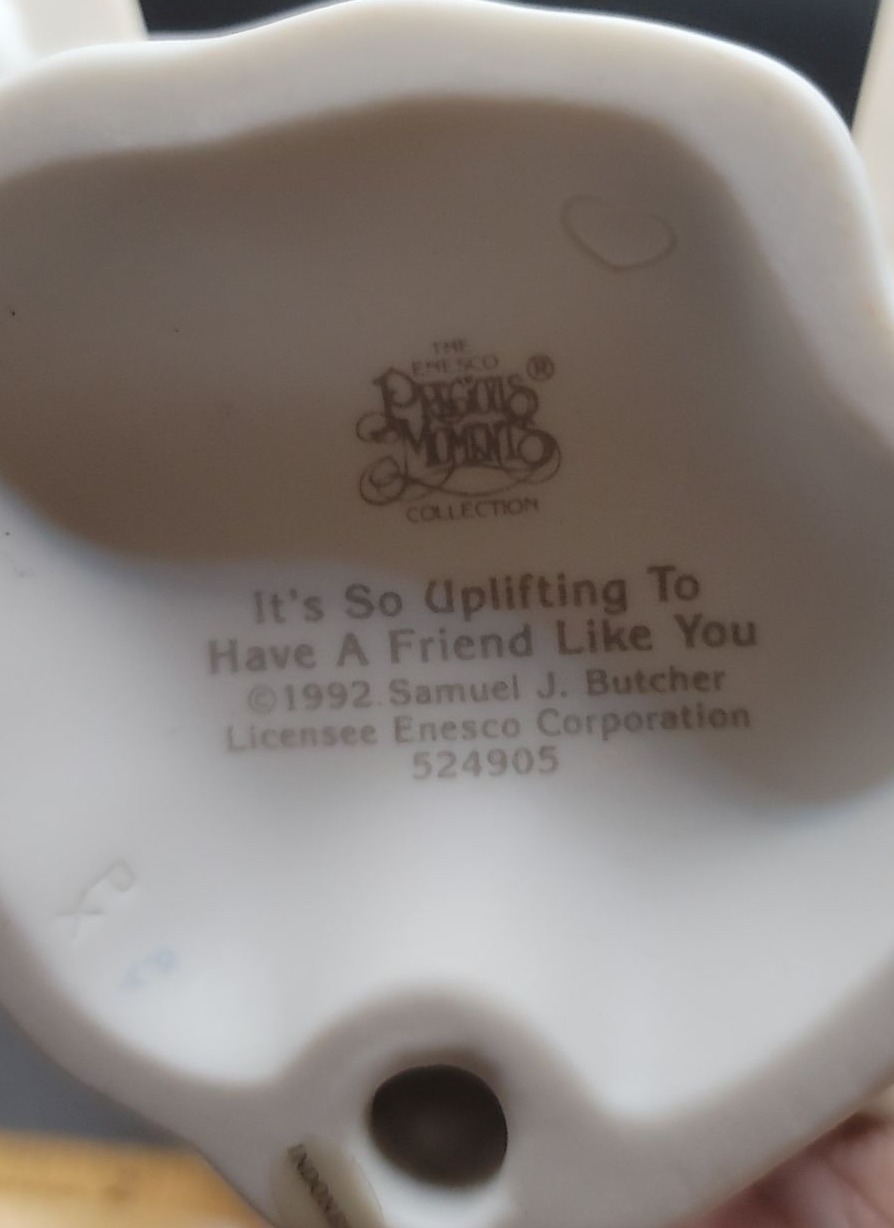 THE
ENESCO
PRECIOUS®
MOMENTS
COLLECTION
It's So Uplifting To
Have A Friend Like You
©1992 Samuel J. Butcher
Licensee Enesco Corporation
524905